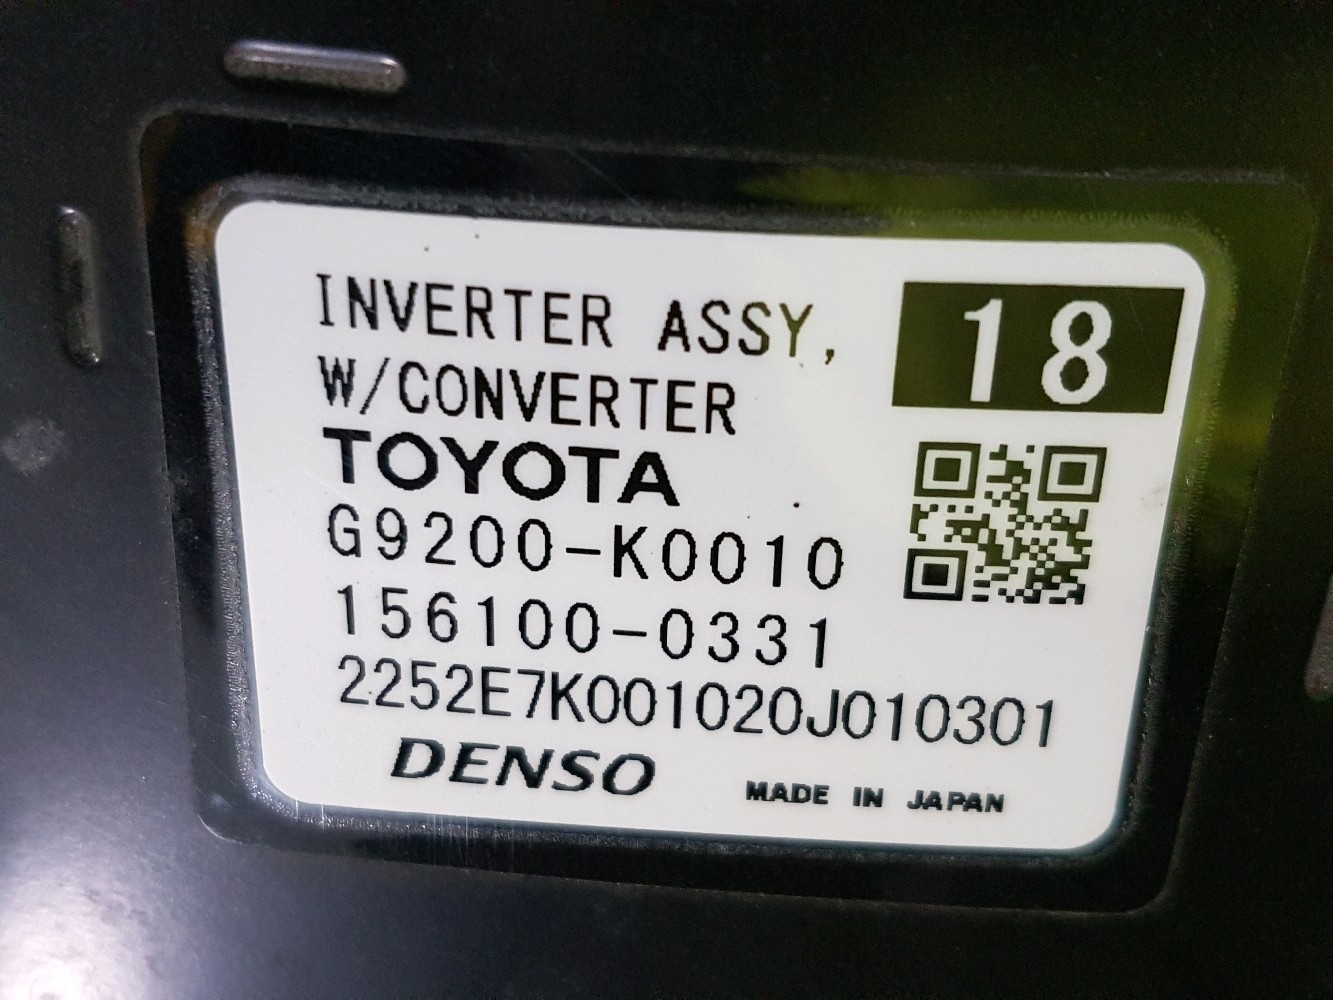 INVERTER ASSY,
18
W/CONVERTER
TOYOTA
G9200-K0010
156100-0331
2252E7K001020J010301
DENSO
MADE IN JAPAN